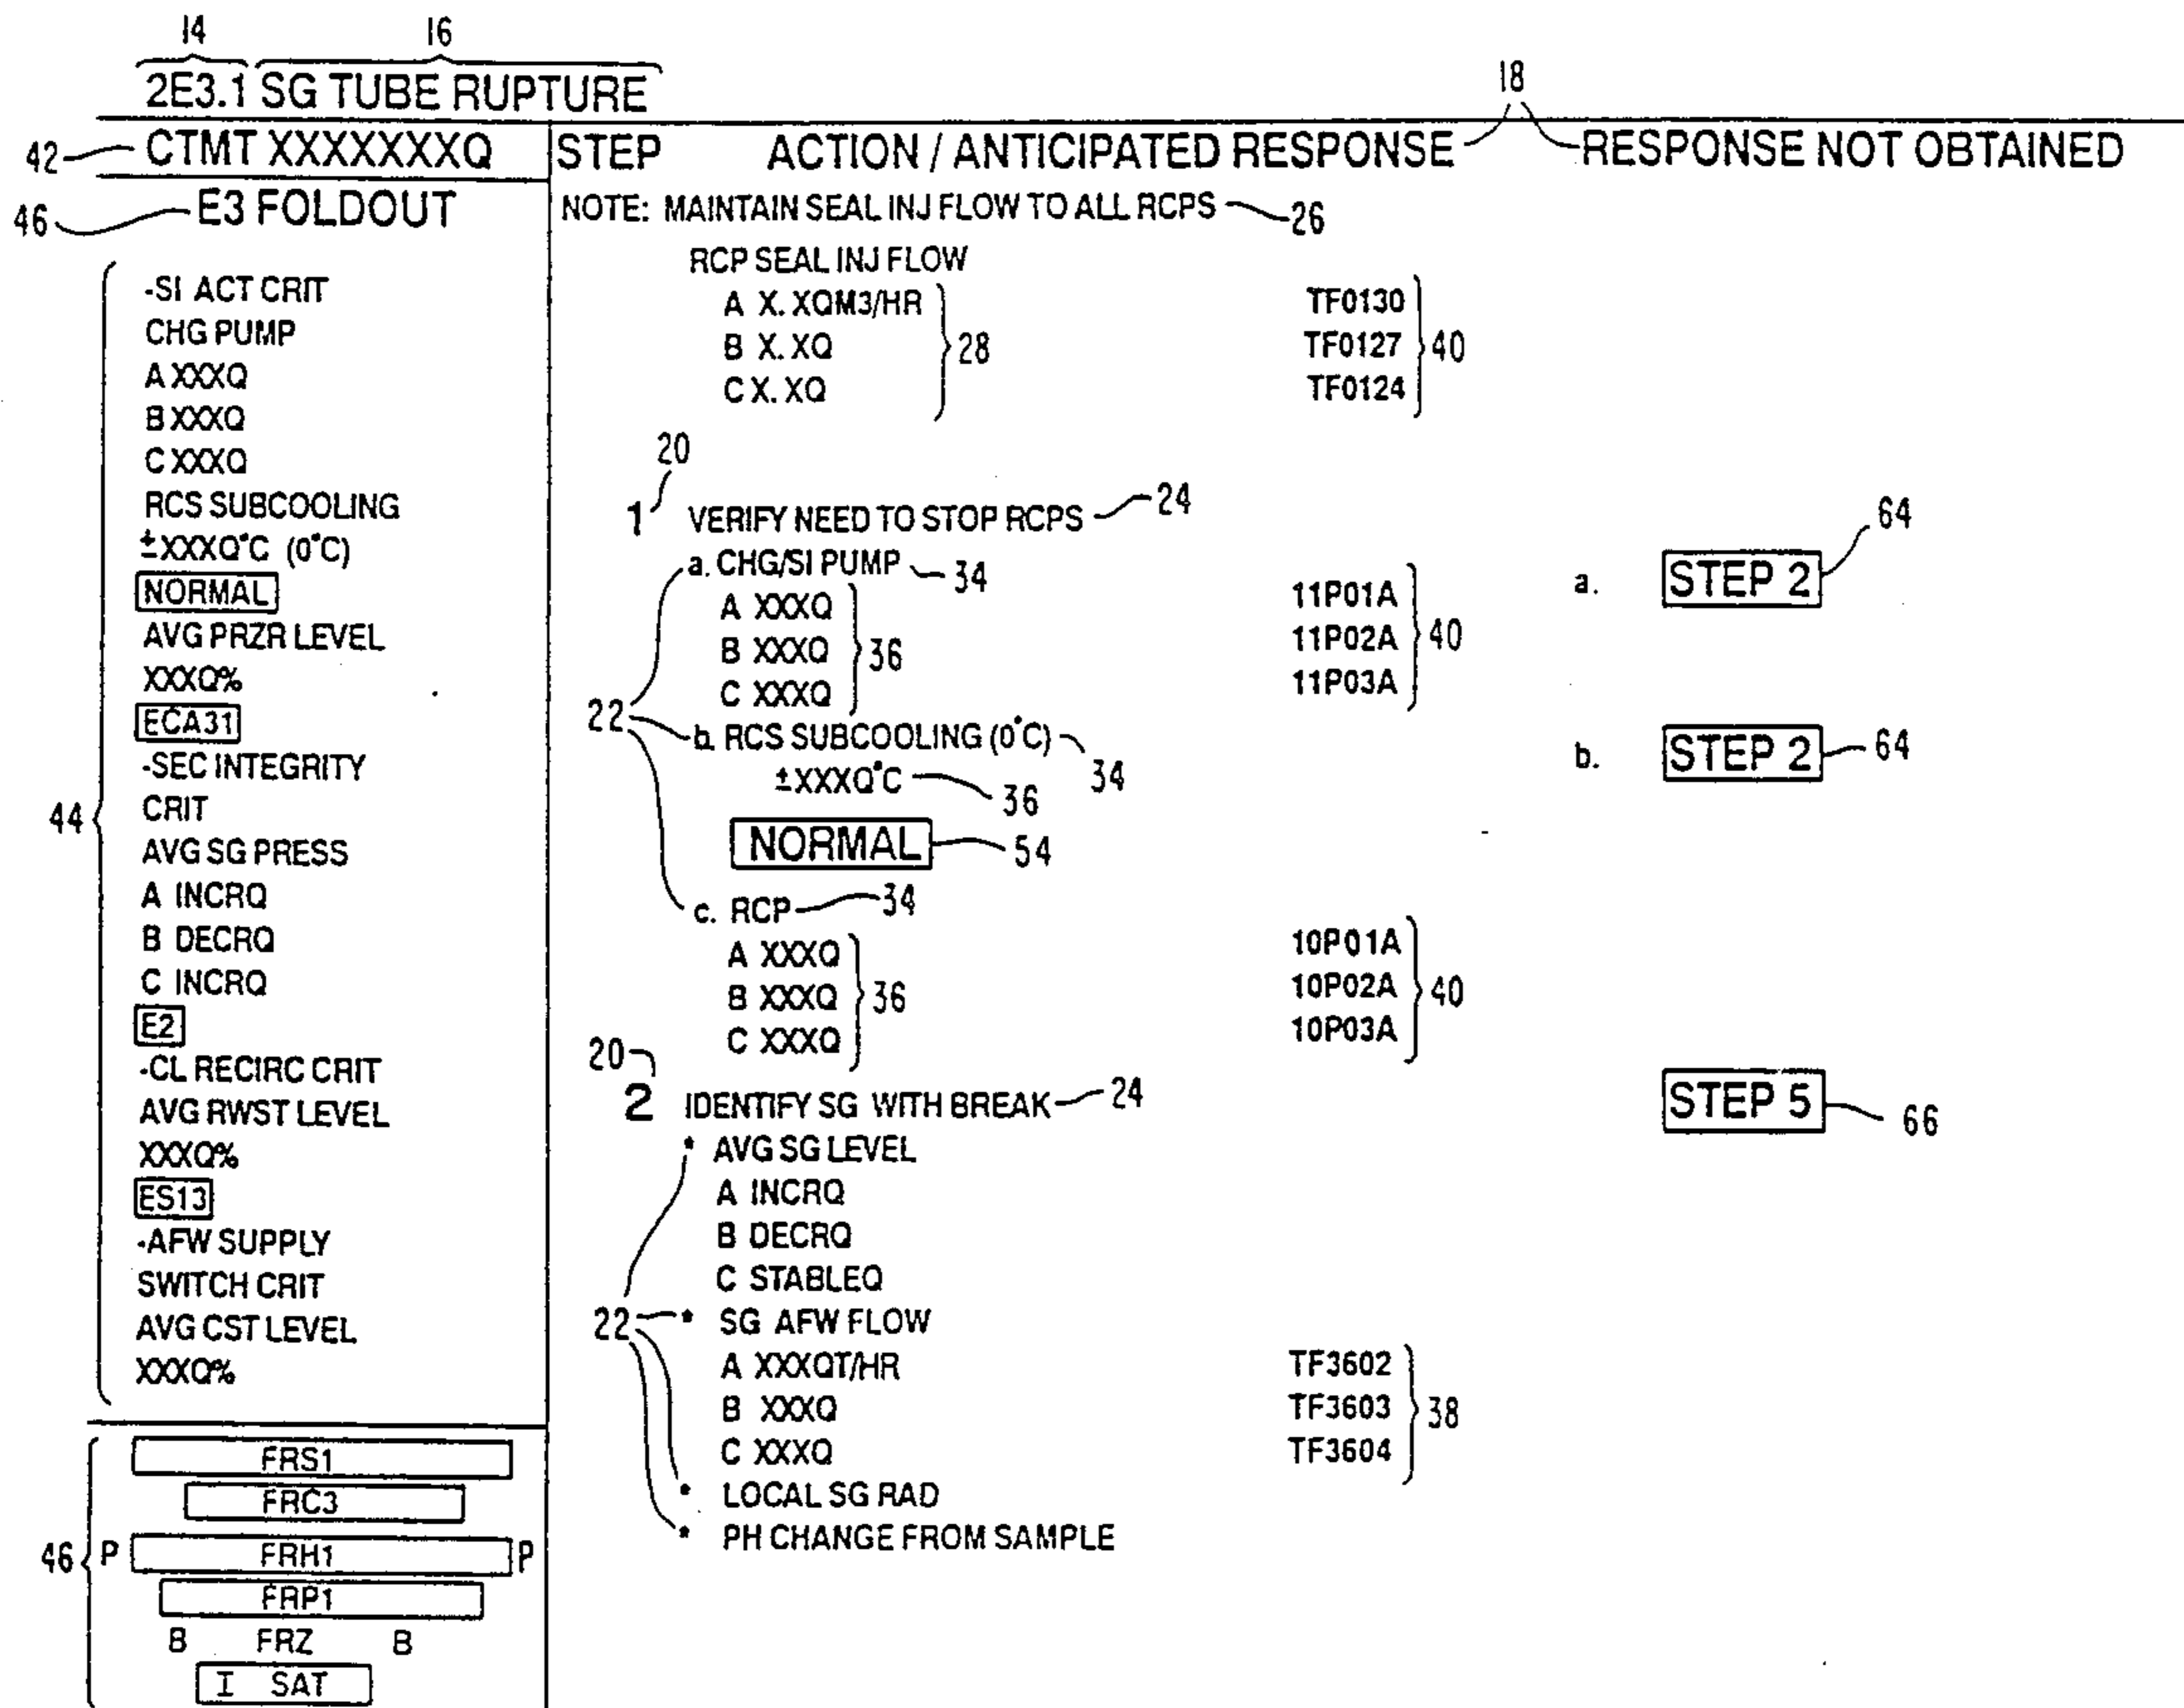 14 16
2E3.1 SG TUBE RUPTURE
18
42 CTMT XXXXXXXQ
46 E3 FOLDOUT
44
-SI ACT CRIT
CHG PUMP
A XXXQ
B XXXQ
C XXXQ
RCS SUBCOOLING
±XXXQ°C (0°C)
NORMAL
AVG PRZR LEVEL
XXXQ%
ECA31
-SEC INTEGRITY
CRIT
AVG SG PRESS
A INCRQ
B DECRQ
C INCRQ
E2
-CL RECIRC CRIT
AVG RWST LEVEL
XXXQ%
ES13
-AFW SUPPLY
SWITCH CRIT
AVG CST LEVEL
XXXQ%
46
FRS1
FRC3
P FRH1 P
FRP1
B FRZ B
I SAT
STEP ACTION / ANTICIPATED RESPONSE RESPONSE NOT OBTAINED
NOTE: MAINTAIN SEAL INJ FLOW TO ALL RCPS 26
RCP SEAL INJ FLOW
A X.XQM3/HR TF0130
B X.XQ 28 TF0127 40
C X.XQ TF0124
20
1 VERIFY NEED TO STOP RCPS 24
64
a. CHG/SI PUMP 34 a. STEP 2
A XXXQ 11P01A
B XXXQ 36 11P02A 40
C XXXQ 11P03A
22
b. RCS SUBCOOLING (0°C) 34 b. STEP 2 64
±XXXQ°C 36
NORMAL 54
c. RCP 34
A XXXQ 10P01A
B XXXQ 36 10P02A 40
C XXXQ 10P03A
20
2 IDENTIFY SG WITH BREAK 24 STEP 5 66
* AVG SG LEVEL
A INCRQ
B DECRQ
C STABLEQ
22 * SG AFW FLOW
A XXXQT/HR TF3602
B XXXQ TF3603 38
C XXXQ TF3604
* LOCAL SG RAD
* PH CHANGE FROM SAMPLE